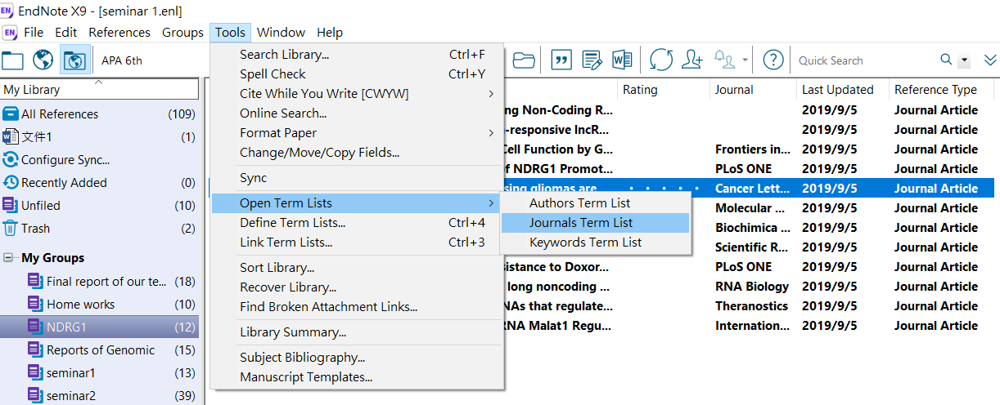 EndNote X9 - [seminar 1.enl]
File Edit References Groups Tools Window Help
APA 6th
Quick Search
My Library
All References (109)
文件1 (1)
Configure Sync...
Recently Added (0)
Unfiled (12)
Trash (0)
My Groups
Final report of our te... (18)
Home works (10)
NDRG1 (12)
Reports of Genomic (15)
seminar1 (13)
seminar2 (39)
Search Library... Ctrl+F
Spell Check Ctrl+Y
Cite While You Write [CWYW]
Online Search...
Format Paper
Change/Move/Copy Fields...
Sync
Open Term Lists
Define Term Lists... Ctrl+4
Link Term Lists... Ctrl+3
Sort Library...
Recover Library...
Find Broken Attachment Links...
Library Summary...
Subject Bibliography...
Manuscript Templates...
Authors Term List
Journals Term List
Keywords Term List
Rating Journal Last Updated Reference Type
ng Non-Coding R... 2019/9/5 Journal Article
-responsive lncR... 2019/9/5 Journal Article
Cell Function by G... Frontiers in... 2019/9/5 Journal Article
of NDRG1 Promot... PLoS ONE 2019/9/5 Journal Article
sing gliomas are Cancer Lett... 2019/9/5 Journal Article
Molecular ... 2019/9/5 Journal Article
Biochimica ... 2019/9/5 Journal Article
Scientific R... 2019/9/5 Journal Article
sistance to Doxor... PLoS ONE 2019/9/5 Journal Article
long noncoding ... RNA Biology 2019/9/5 Journal Article
NAs that regulate... Theranostics 2019/9/5 Journal Article
RNA Malat1 Regu... Internation... 2019/9/5 Journal Article